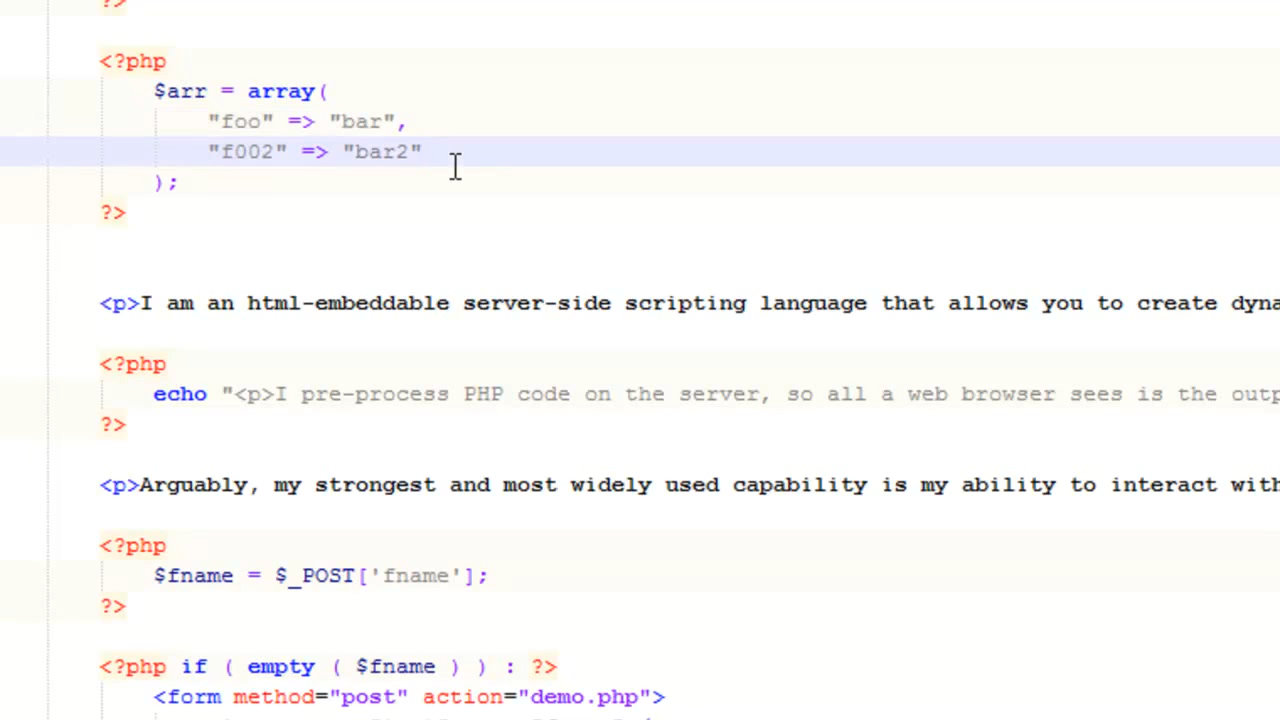 ?>
<?php
$arr = array(
"foo" => "bar",
"f002" => "bar2"
);
?>
<p>I am an html-embeddable server-side scripting language that allows you to create
<?php
echo "<p>I pre-process PHP code on the server, so all a web browser sees is the
?>
<p>Arguably, my strongest and most widely used capability is my ability to interact with
<?php
$fname = $_POST['fname'];
?>
<?php if ( empty ( $fname ) ) : ?>
<form method="post" action="demo.php">